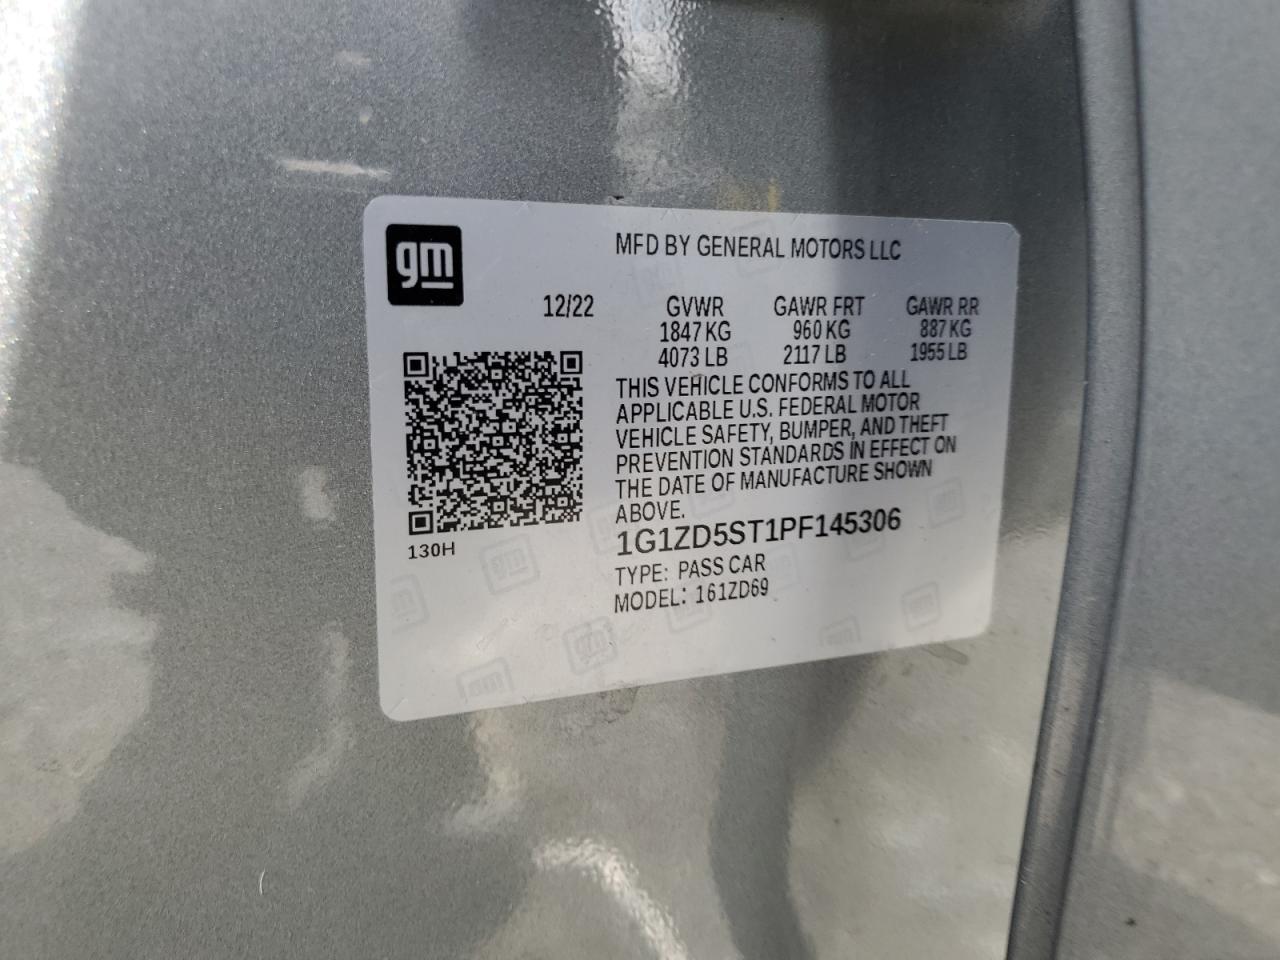 gm
MFD BY GENERAL MOTORS LLC
12/22 GVWR GAWR FRT GAWR RR
1847 KG 960 KG 887 KG
4073 LB 2117 LB 1955 LB
THIS VEHICLE CONFORMS TO ALL
APPLICABLE U.S. FEDERAL MOTOR
VEHICLE SAFETY, BUMPER, AND THEFT
PREVENTION STANDARDS IN EFFECT ON
THE DATE OF MANUFACTURE SHOWN
ABOVE.
1G1ZD5ST1PF145306
TYPE: PASS CAR
MODEL: 161ZD69
130H